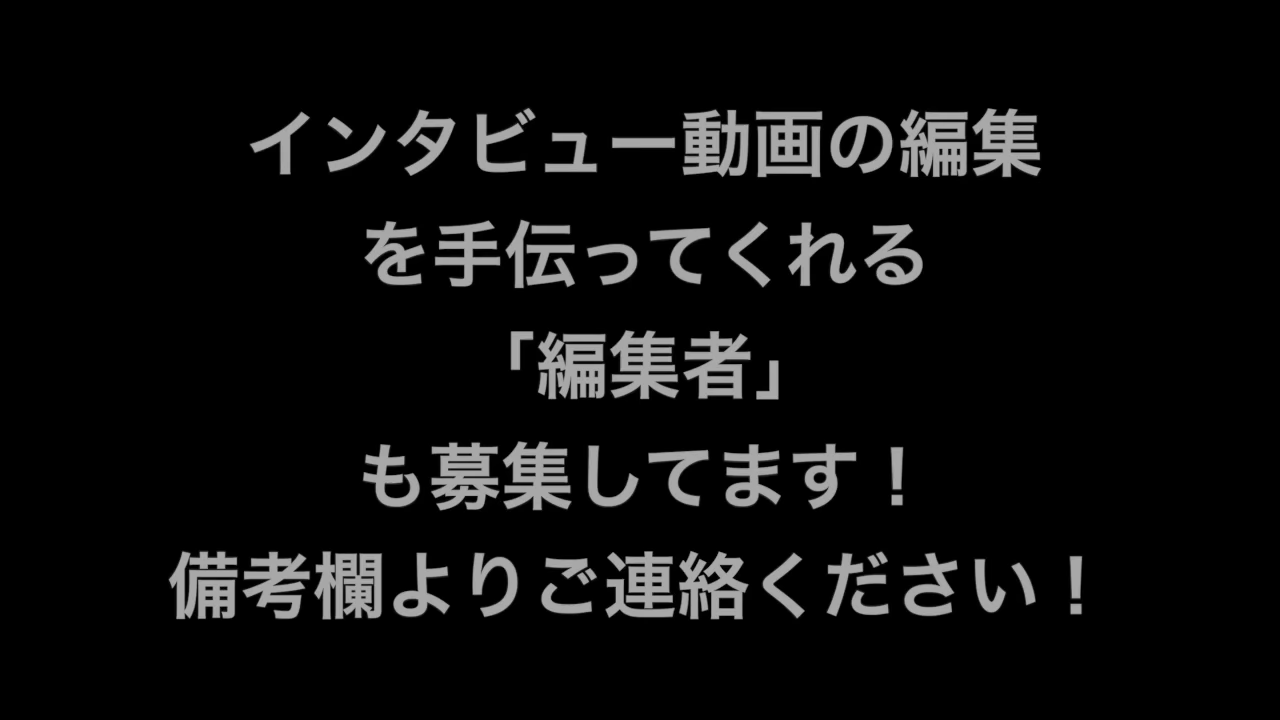 インタビュー動画の編集
を手伝ってくれる
「編集者」
も募集してます！
備考欄よりご連絡ください！